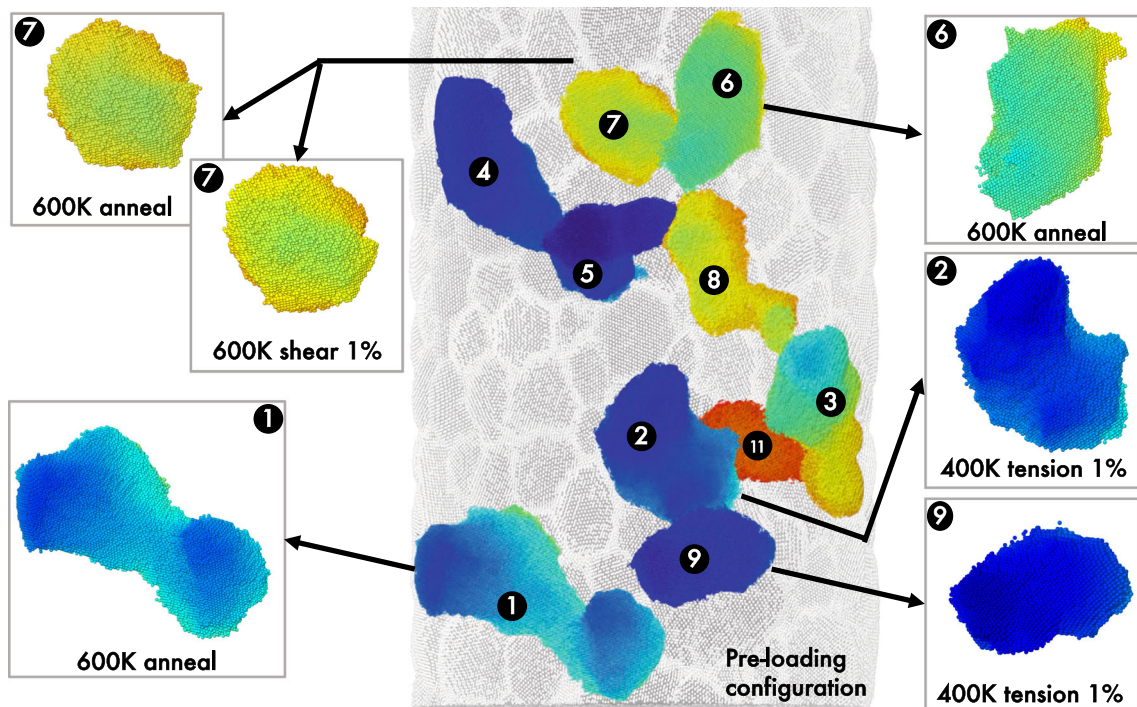 7
600K anneal
7
600K shear 1%
1
600K anneal
4
7
6
5
8
3
2
11
9
1
Pre-loading
configuration
6
600K anneal
2
400K tension 1%
9
400K tension 1%